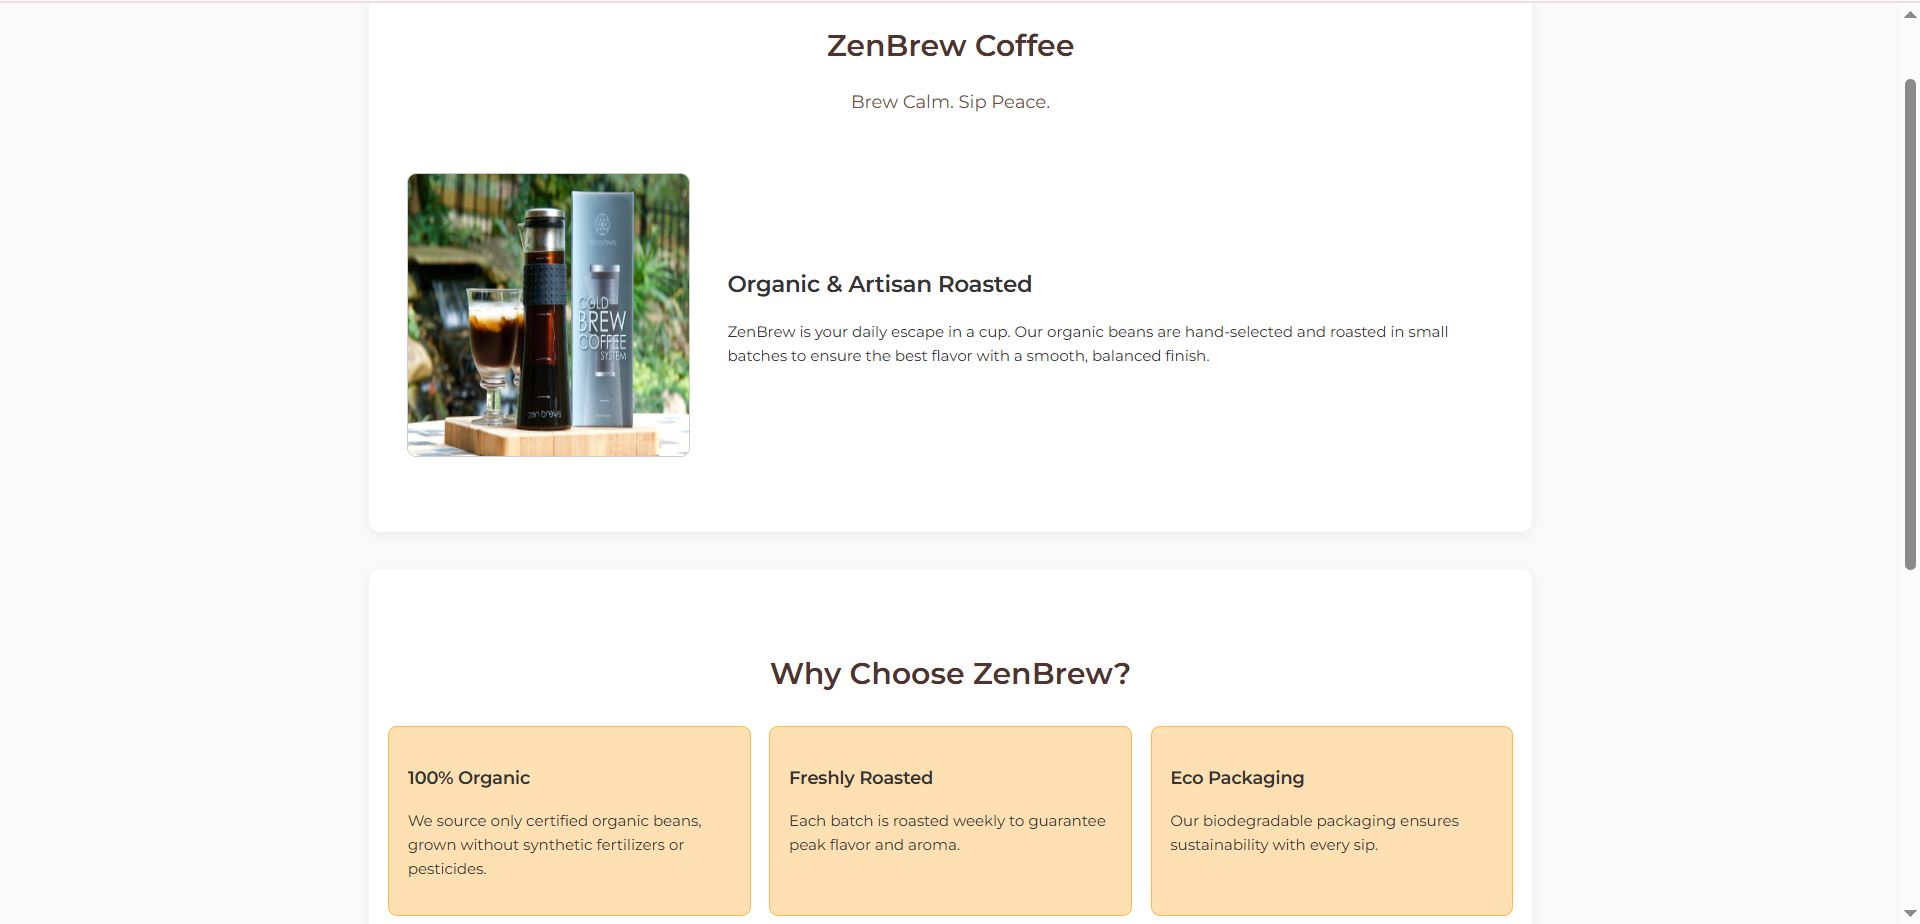 ZenBrew Coffee
Brew Calm. Sip Peace.
zen brews
COLD
BREW
COFFEE
SYSTEM
zen brews
Organic & Artisan Roasted
ZenBrew is your daily escape in a cup. Our organic beans are hand-selected and roasted in small
batches to ensure the best flavor with a smooth, balanced finish.
Why Choose ZenBrew?
100% Organic
We source only certified organic beans,
grown without synthetic fertilizers or
pesticides.
Freshly Roasted
Each batch is roasted weekly to guarantee
peak flavor and aroma.
Eco Packaging
Our biodegradable packaging ensures
sustainability with every sip.